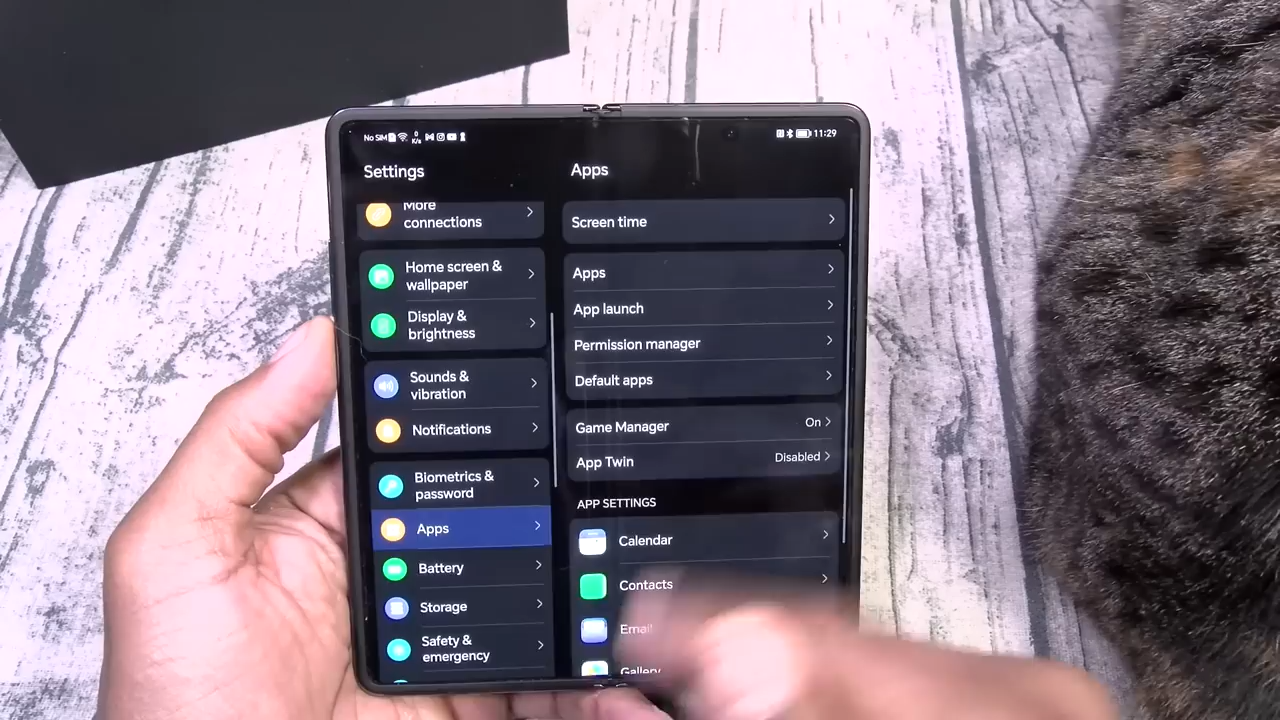 No SIM
0
K/s
11:29
Settings
Apps
More
connections
Home screen &
wallpaper
Display &
brightness
Sounds &
vibration
Notifications
Biometrics &
password
Apps
Battery
Storage
Safety &
emergency
Screen time
Apps
App launch
Permission manager
Default apps
Game Manager
On
App Twin
Disabled
APP SETTINGS
Calendar
Contacts
Email
Gallery